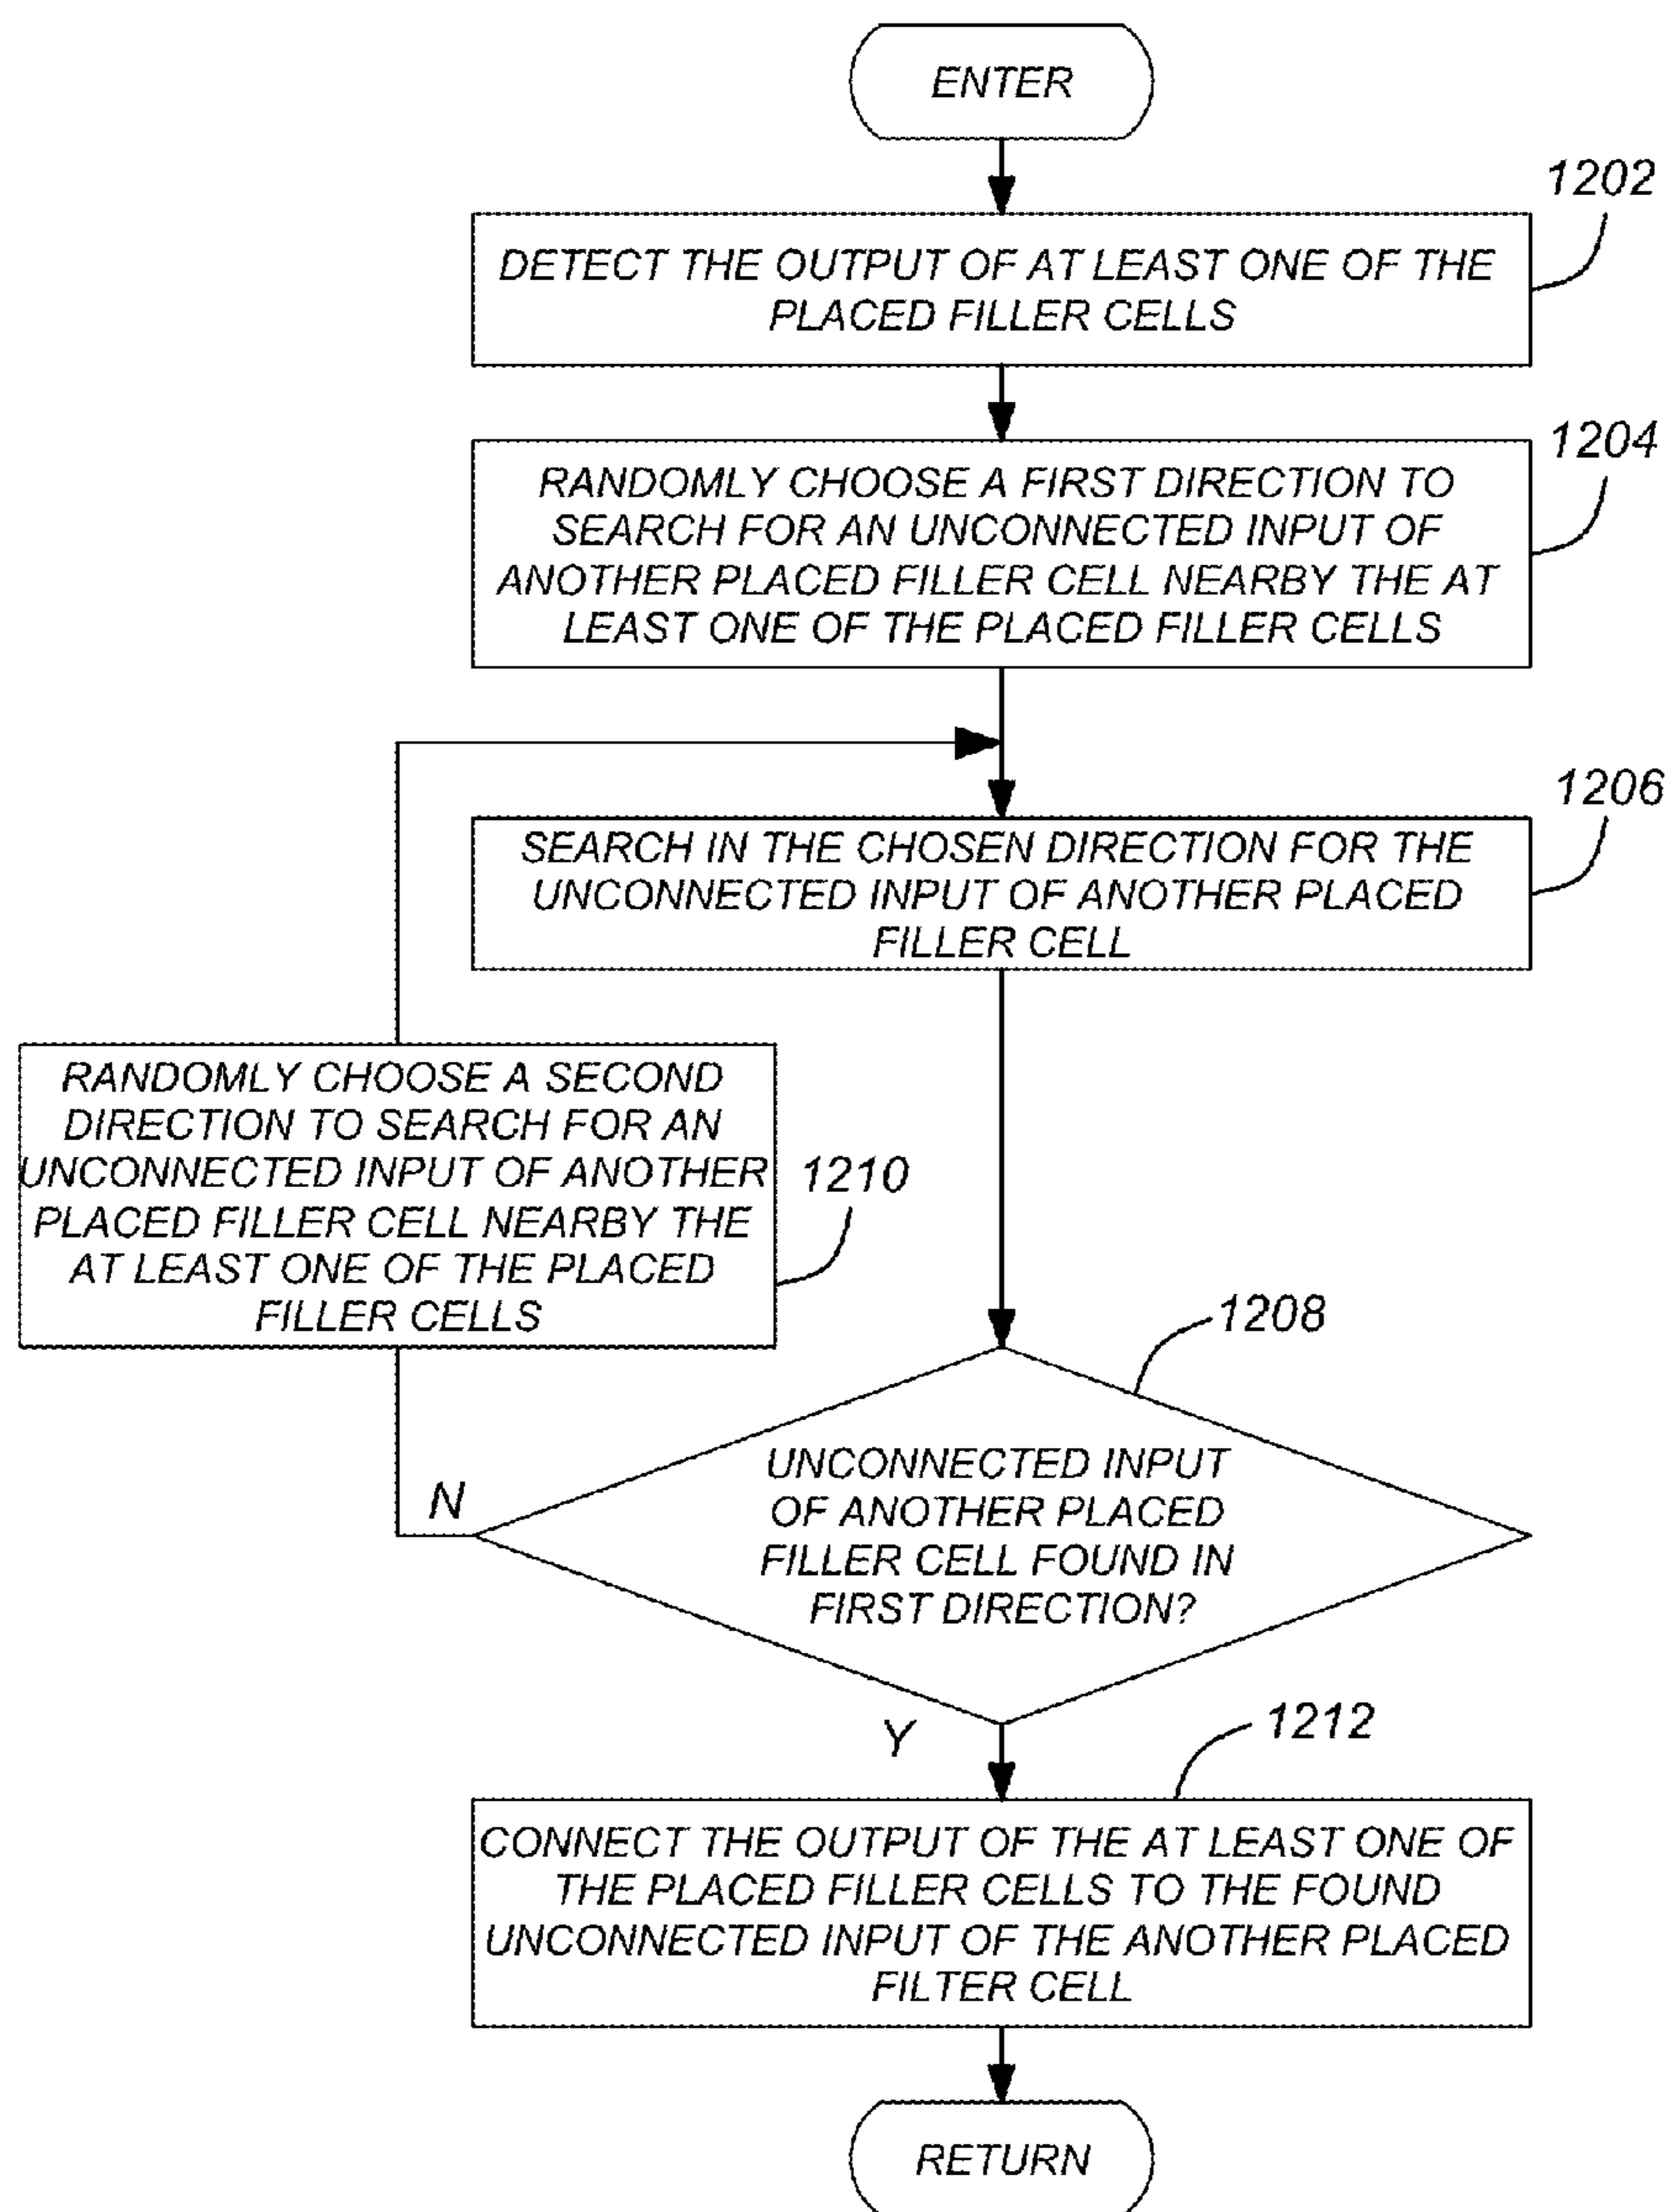 ENTER
1202
DETECT THE OUTPUT OF AT LEAST ONE OF THE
PLACED FILLER CELLS
1204
RANDOMLY CHOOSE A FIRST DIRECTION TO
SEARCH FOR AN UNCONNECTED INPUT OF
ANOTHER PLACED FILLER CELL NEARBY THE AT
LEAST ONE OF THE PLACED FILLER CELLS
1206
SEARCH IN THE CHOSEN DIRECTION FOR THE
UNCONNECTED INPUT OF ANOTHER PLACED
FILLER CELL
RANDOMLY CHOOSE A SECOND
DIRECTION TO SEARCH FOR AN
UNCONNECTED INPUT OF ANOTHER
PLACED FILLER CELL NEARBY THE
AT LEAST ONE OF THE PLACED
FILLER CELLS
1210
1208
UNCONNECTED INPUT
OF ANOTHER PLACED
FILLER CELL FOUND IN
FIRST DIRECTION?
N
Y
1212
CONNECT THE OUTPUT OF THE AT LEAST ONE OF
THE PLACED FILLER CELLS TO THE FOUND
UNCONNECTED INPUT OF THE ANOTHER PLACED
FILTER CELL
RETURN